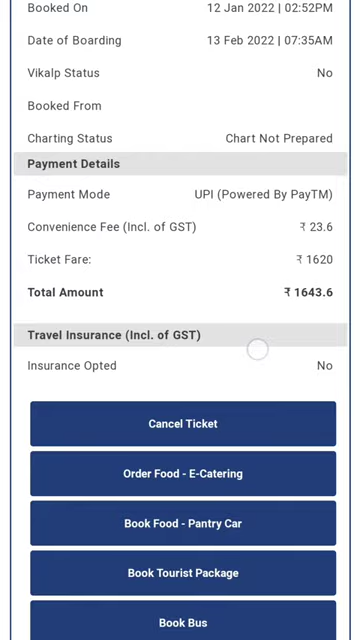 Booked On 12 Jan 2022 | 02:52PM
Date of Boarding 13 Feb 2022 | 07:35AM
Vikalp Status No
Booked From
Charting Status Chart Not Prepared
Payment Details
Payment Mode UPI (Powered By PayTM)
Convenience Fee (Incl. of GST) ₹ 23.6
Ticket Fare: ₹ 1620
Total Amount ₹ 1643.6
Travel Insurance (Incl. of GST)
Insurance Opted No
Cancel Ticket
Order Food - E-Catering
Book Food - Pantry Car
Book Tourist Package
Book Bus